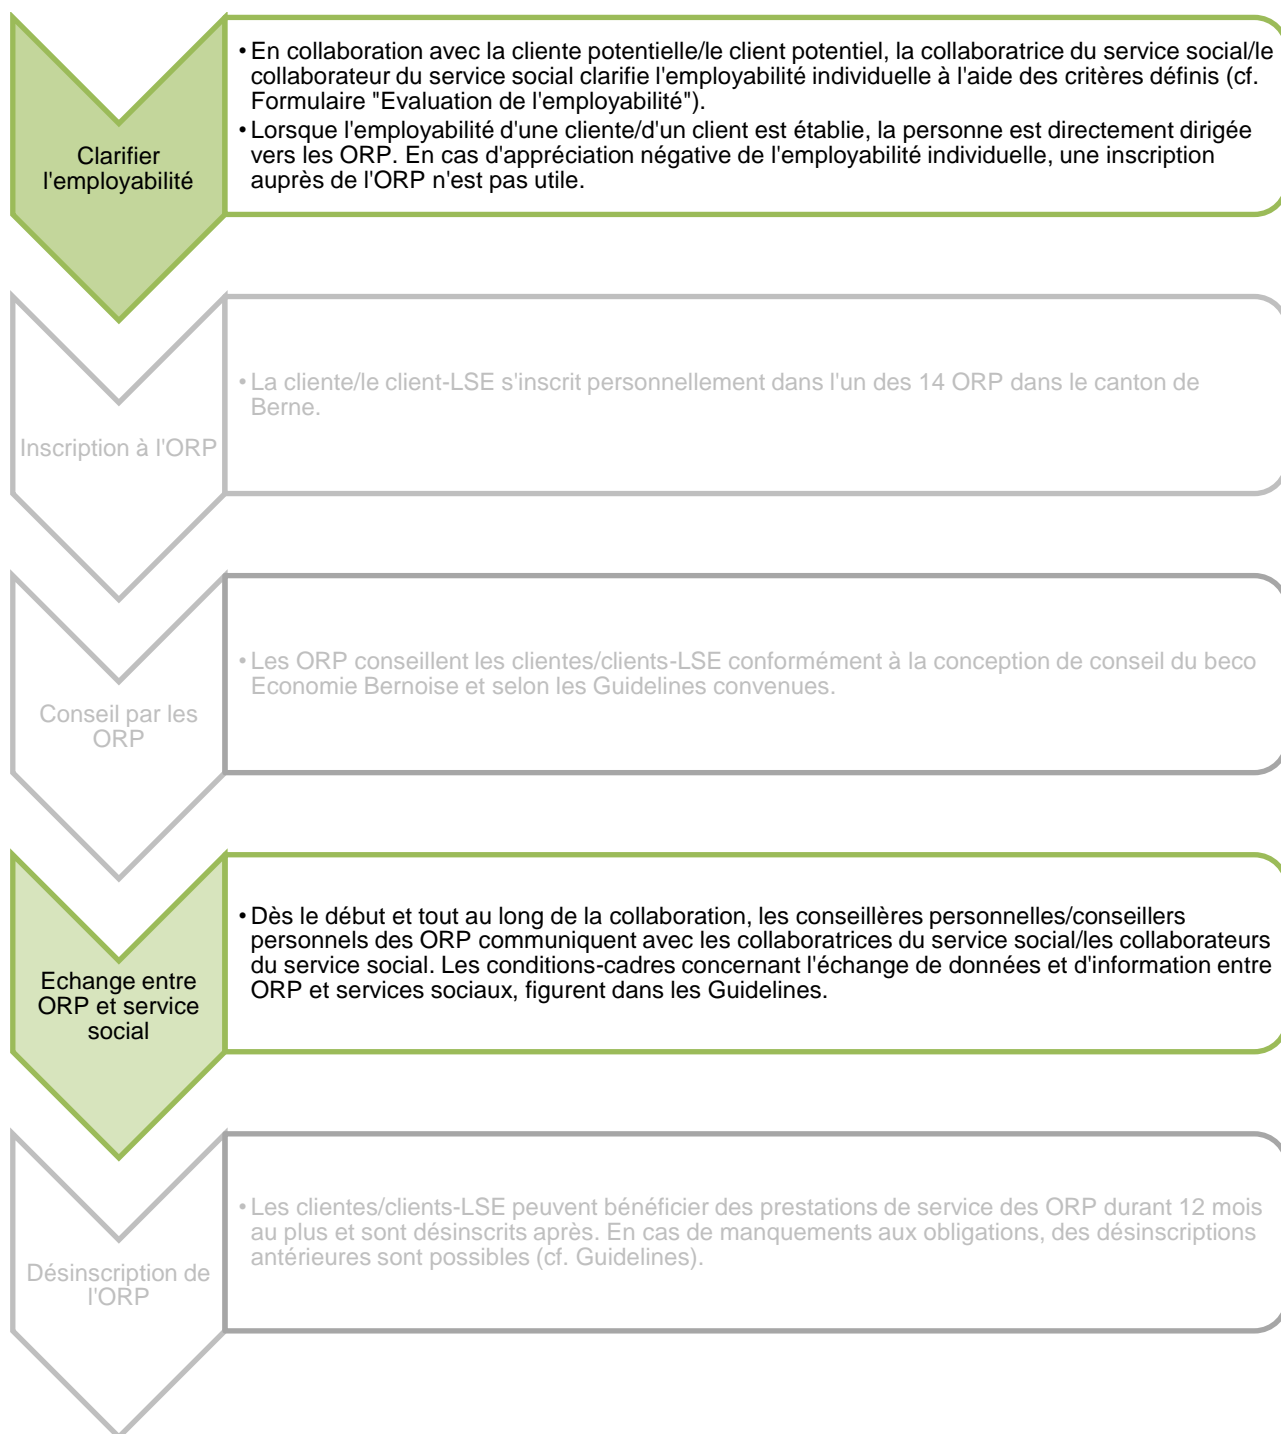 Clarifier
l'employabilité
• En collaboration avec la cliente potentielle/le client potentiel, la collaboratrice du service social/le
collaborateur du service social clarifie l'employabilité individuelle à l'aide des critères définis (cf.
Formulaire "Evaluation de l'employabilité").
• Lorsque l'employabilité d'une cliente/d'un client est établie, la personne est directement dirigée
vers les ORP. En cas d'appréciation négative de l'employabilité individuelle, une inscription
auprès de l'ORP n'est pas utile.
Inscription à l'ORP
• La cliente/le client-LSE s'inscrit personnellement dans l'un des 14 ORP dans le canton de
Berne.
Conseil par les
ORP
• Les ORP conseillent les clientes/clients-LSE conformément à la conception de conseil du beco
Economie Bernoise et selon les Guidelines convenues.
Echange entre
ORP et service
social
• Dès le début et tout au long de la collaboration, les conseillères personnelles/conseillers
personnels des ORP communiquent avec les collaboratrices du service social/les collaborateurs
du service social. Les conditions-cadres concernant l'échange de données et d'information entre
ORP et services sociaux, figurent dans les Guidelines.
Désinscription de
l'ORP
• Les clientes/clients-LSE peuvent bénéficier des prestations de service des ORP durant 12 mois
au plus et sont désinscrits après. En cas de manquements aux obligations, des désinscriptions
antérieures sont possibles (cf. Guidelines).